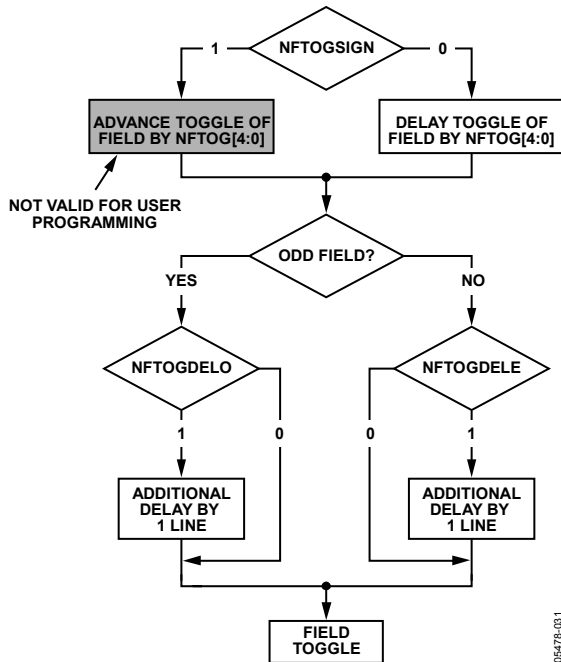 NFTOGSIGN
1
0
ADVANCE TOGGLE OF
FIELD BY NFTOG[4:0]
DELAY TOGGLE OF
FIELD BY NFTOG[4:0]
NOT VALID FOR USER
PROGRAMMING
ODD FIELD?
YES
NO
NFTOGDELO
NFTOGDELE
1
0
0
1
ADDITIONAL
DELAY BY
1 LINE
ADDITIONAL
DELAY BY
1 LINE
FIELD
TOGGLE
05478-031